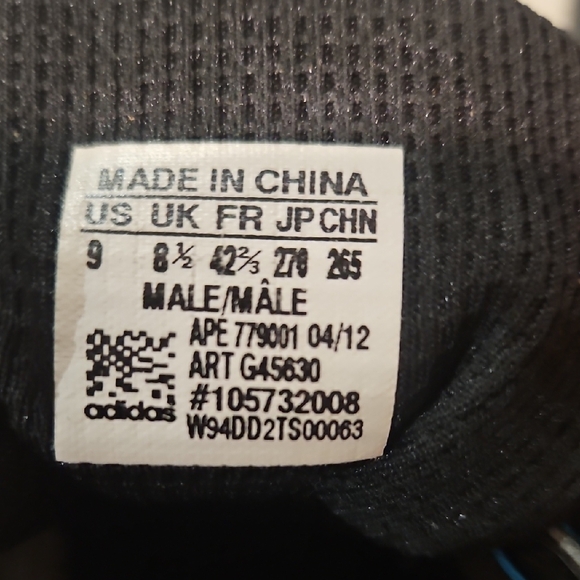 MADE IN CHINA
US UK FR JP CHN
9 8½ 42⅔ 270 265
MALE/MÂLE
APE 779001 04/12
ART G45630
#105732008
W94DD2TS00063
adidas